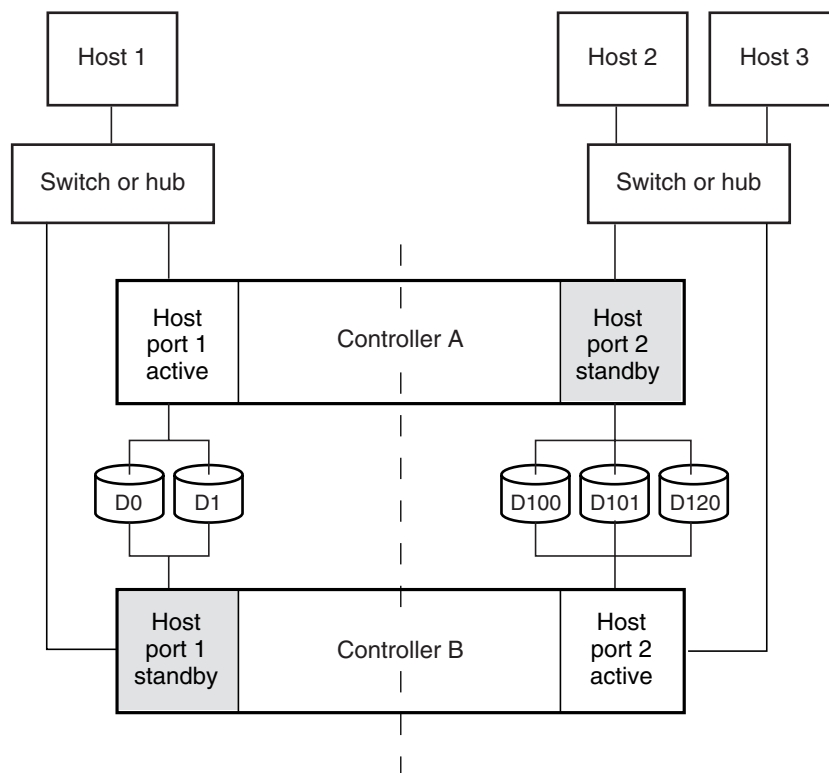 Host 1
Host 2
Host 3
Switch or hub
Switch or hub
Host
port 1
active
Controller A
Host
port 2
standby
D0
D1
D100
D101
D120
Host
port 1
standby
Controller B
Host
port 2
active